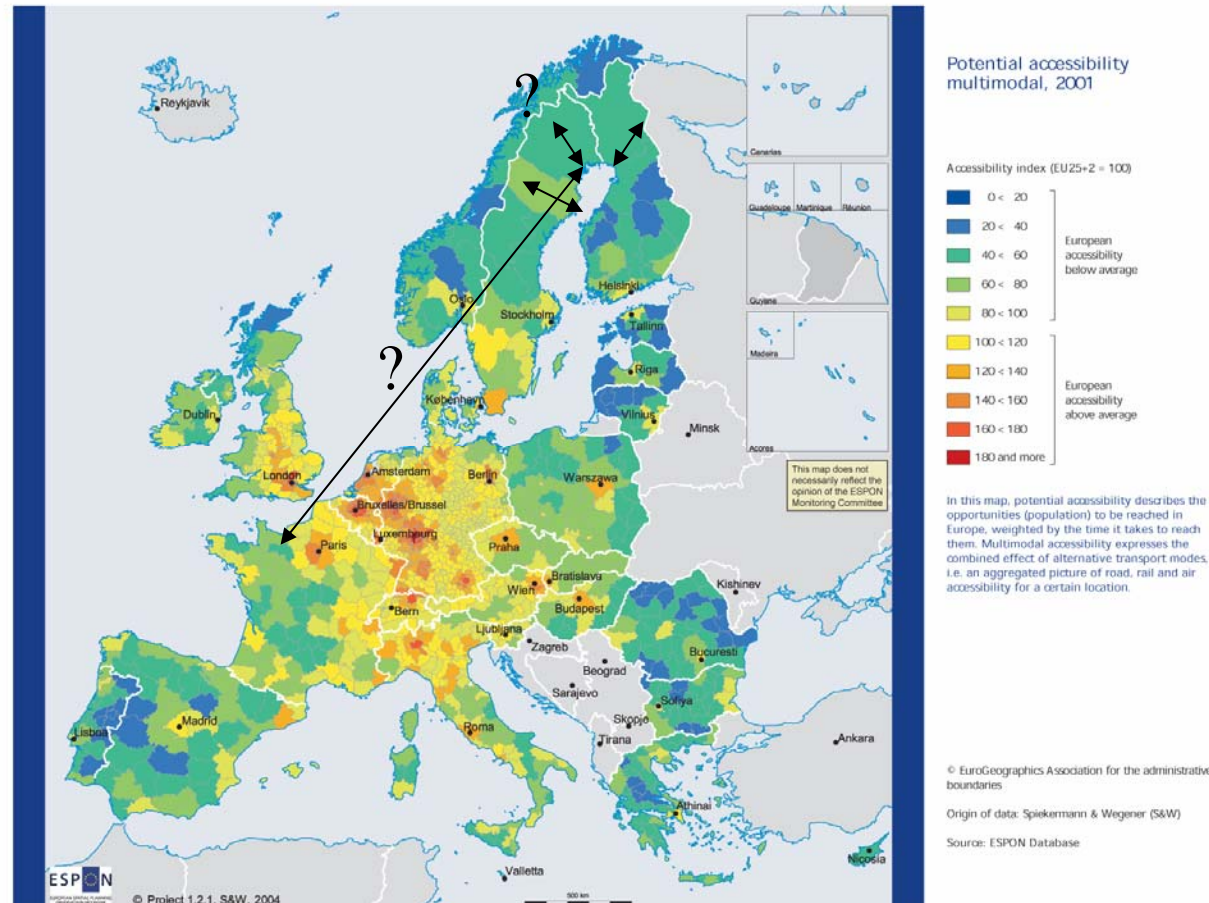 Reykjavik
?
Canarias
Guadeloupe
Martinique
Réunion
Guyane
Madeira
Acores
Oslo
Helsinki
Stockholm
Tallinn
?
Riga
København
Dublin
Vilnius
Minsk
London
Amsterdam
Berlin
Warszawa
Bruxelles/Brussel
Luxembourg
Paris
Praha
Bratislava
Wien
Kishinev
Bern
Budapest
Ljubljana
Zagreb
Beograd
Bucuresti
Sarajevo
Sofiya
Madrid
Skopje
Roma
Lisboa
Tirana
Ankara
Athinai
Valletta
Nicosia
This map does not
necessarily reflect the
opinion of the ESPON
Monitoring Committee
ESPON
© Project 1.2.1, S&W, 2004
500 km
Potential accessibility
multimodal, 2001
Accessibility index (EU25+2 = 100)
0 < 20
20 < 40
40 < 60
60 < 80
80 < 100
100 < 120
120 < 140
140 < 160
160 < 180
180 and more
European
accessibility
below average
European
accessibility
above average
In this map, potential accessibility describes the
opportunities (population) to be reached in
Europe, weighted by the time it takes to reach
them. Multimodal accessibility expresses the
combined effect of alternative transport modes,
i.e. an aggregated picture of road, rail and air
accessibility for a certain location.
© EuroGeographics Association for the administrative
boundaries
Origin of data: Spiekermann & Wegener (S&W)
Source: ESPON Database